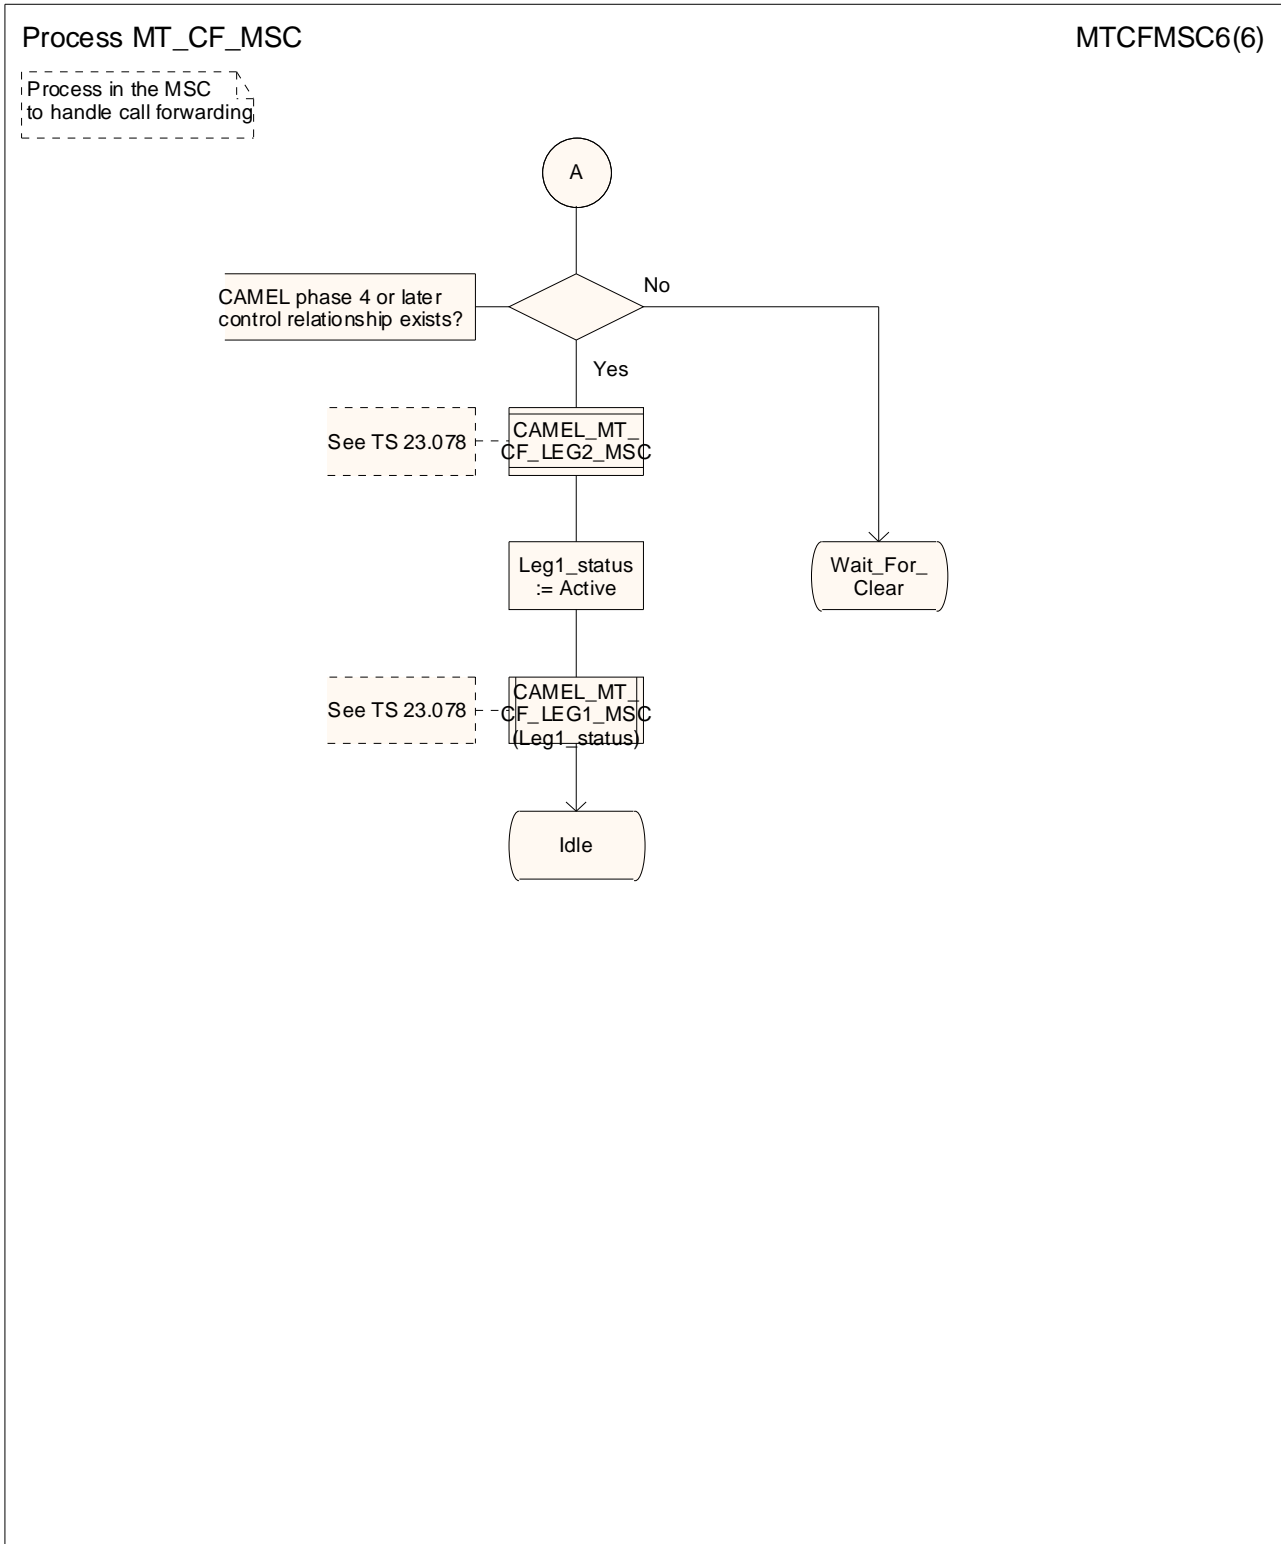 Process MT_CF_MSC
MTCFMSC6(6)
Process in the MSC
to handle call forwarding
A
CAMEL phase 4 or later
control relationship exists?
No
Yes
See TS 23.078
CAMEL_MT_
CF_LEG2_MSC
Leg1_status
:= Active
Wait_For_
Clear
See TS 23.078
CAMEL_MT_
CF_LEG1_MSC
(Leg1_status)
Idle